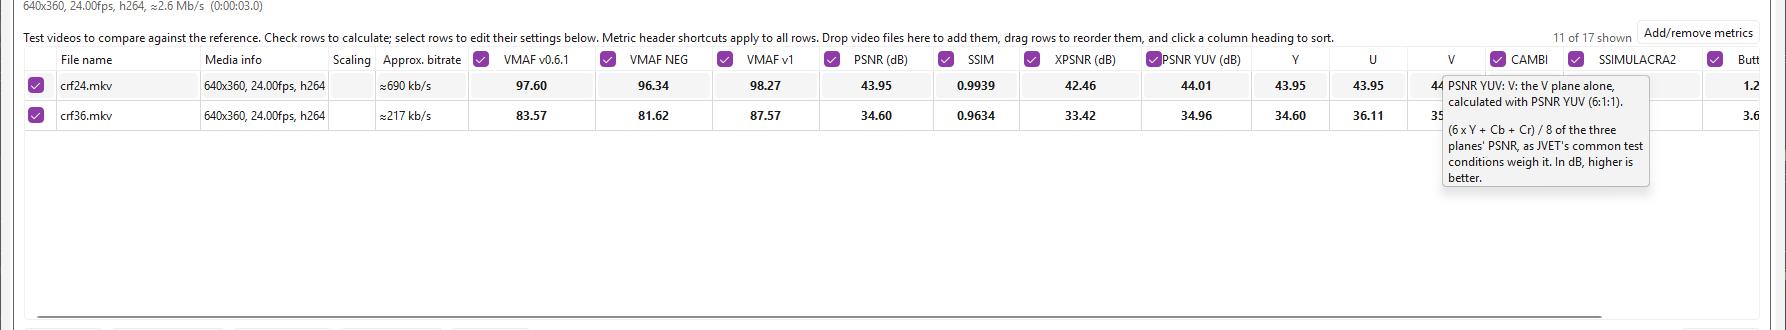 640x360, 24.00fps, h264, ≈2.6 Mb/s (0:00:03.0)
Test videos to compare against the reference. Check rows to calculate; select rows to edit their settings below. Metric header shortcuts apply to all rows. Drop video files here to add them, drag rows to reorder them, and click a column heading to sort.
11 of 17 shown
Add/remove metrics
File name Media info Scaling Approx. bitrate VMAF v0.6.1 VMAF NEG VMAF v1 PSNR (dB) SSIM XPSNR (dB) PSNR YUV (dB) Y U V CAMBI SSIMULACRA2 Butt
crf24.mkv 640x360, 24.00fps, h264 ≈690 kb/s 97.60 96.34 98.27 43.95 0.9939 42.46 44.01 43.95 43.95 44 1.2
crf36.mkv 640x360, 24.00fps, h264 ≈217 kb/s 83.57 81.62 87.57 34.60 0.9634 33.42 34.96 34.60 36.11 35 3.6
PSNR YUV: V: the V plane alone,
calculated with PSNR YUV (6:1:1).
(6 x Y + Cb + Cr) / 8 of the three
planes' PSNR, as JVET's common test
conditions weigh it. In dB, higher is
better.